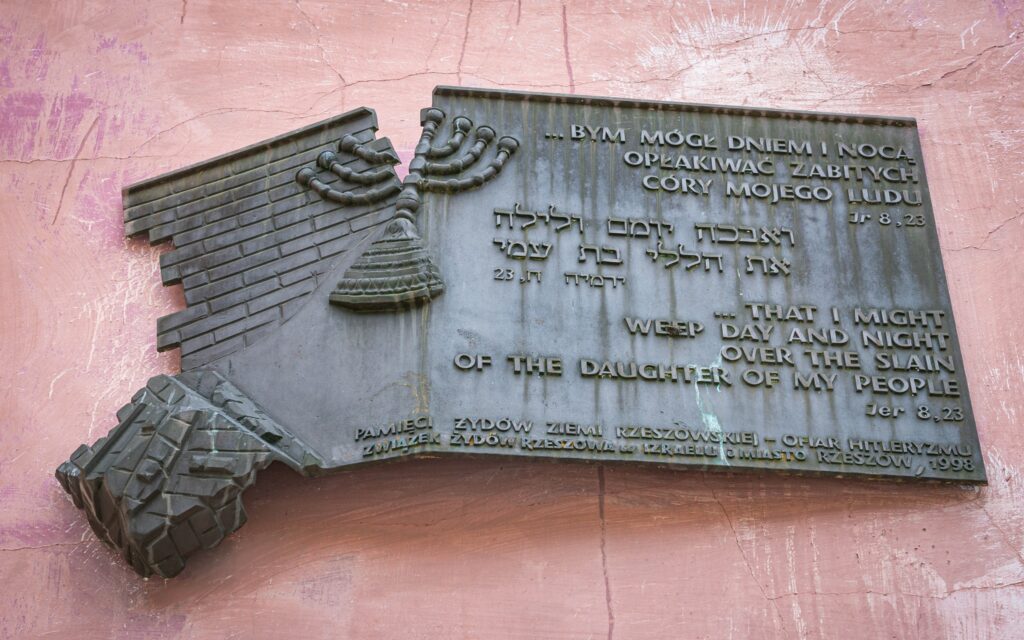 ... BYM MÓGŁ DNIEM I NOCĄ
OPŁAKIWAĆ ZABITYCH
CÓRY MOJEGO LUDU
Jr 8,23
ואבכה יומם ולילה
את חללי בת עמי
ירמיה ח, 23
... THAT I MIGHT
WEEP DAY AND NIGHT
OVER THE SLAIN
OF THE DAUGHTER OF MY PEOPLE
Jer 8,23
PAMIĘCI ŻYDÓW ZIEMI RZESZOWSKIEJ – OFIAR HITLERYZMU
ZWIĄZEK ŻYDÓW RZESZOWA W IZRAELU I MIASTO RZESZÓW 1998